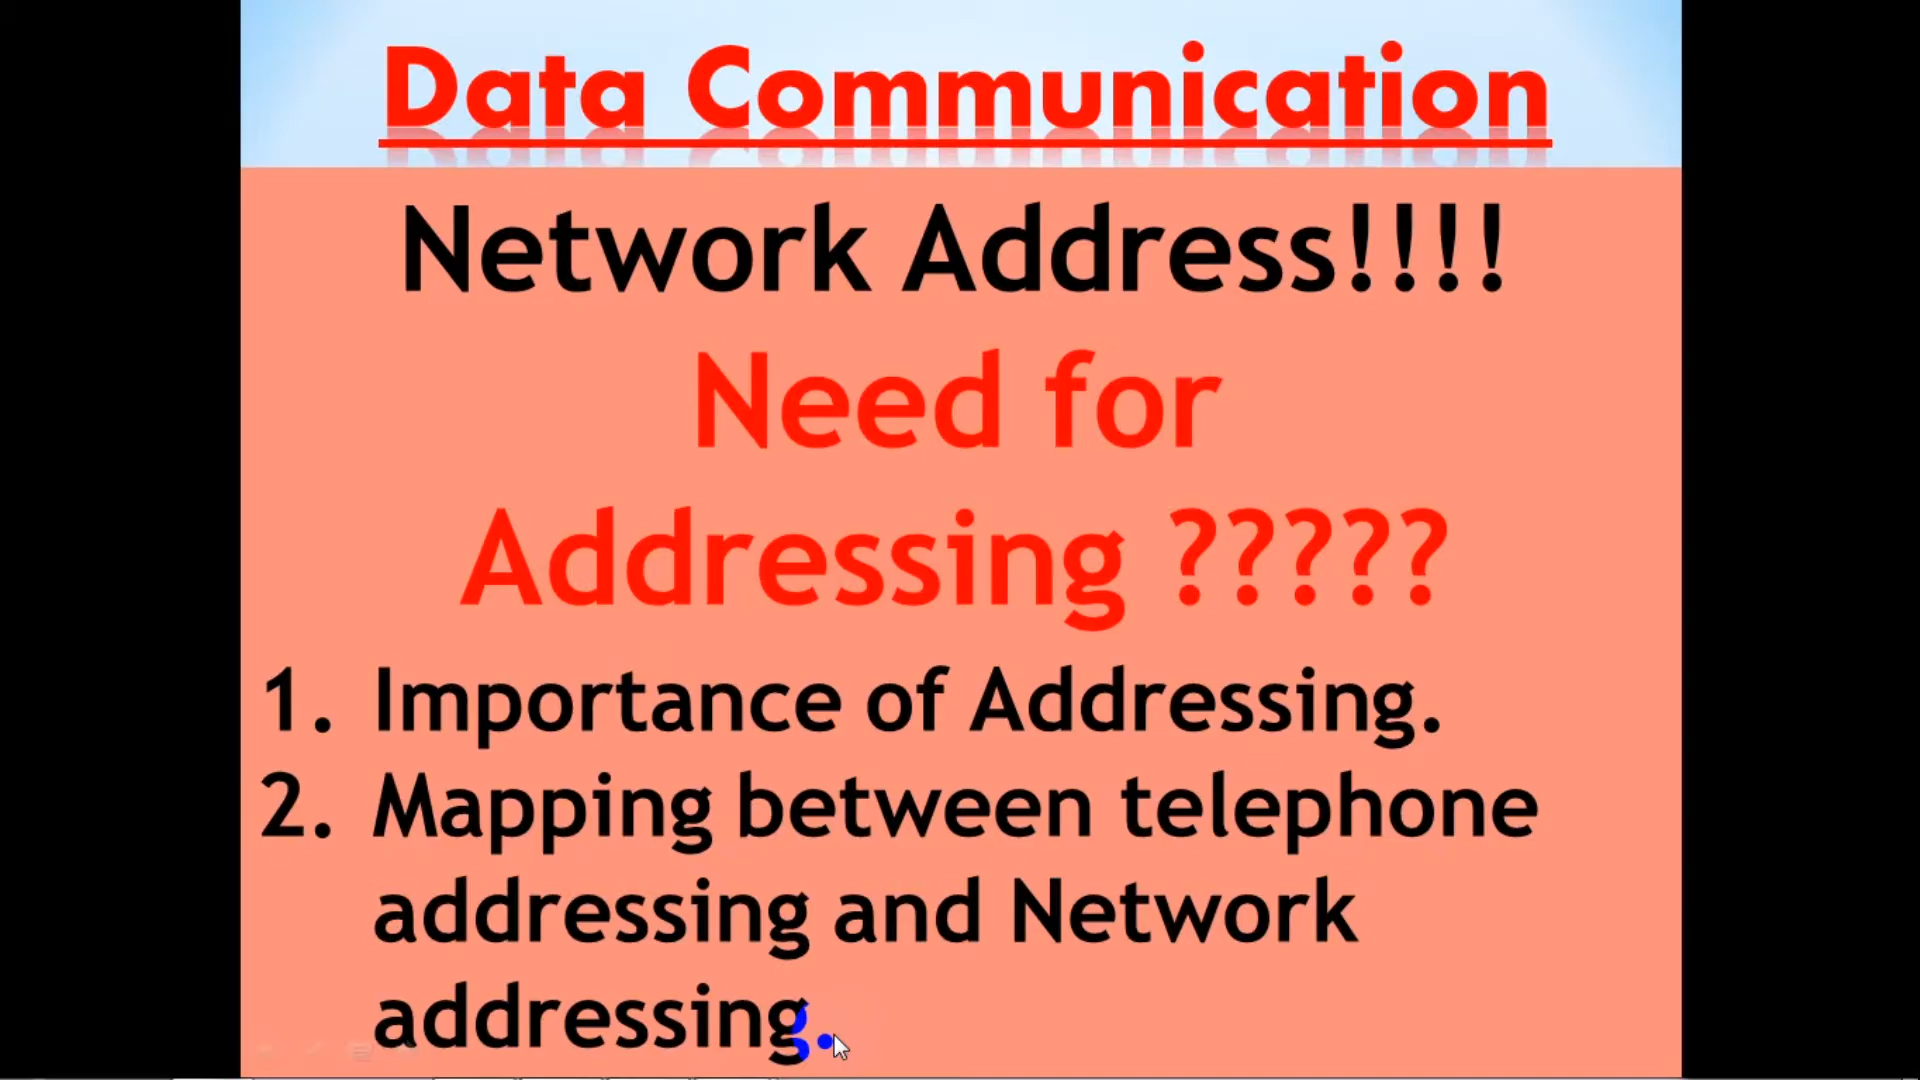 Data Communication
Network Address!!!!
Need for
Addressing ?????
1. Importance of Addressing.
2. Mapping between telephone
addressing and Network
addressing.